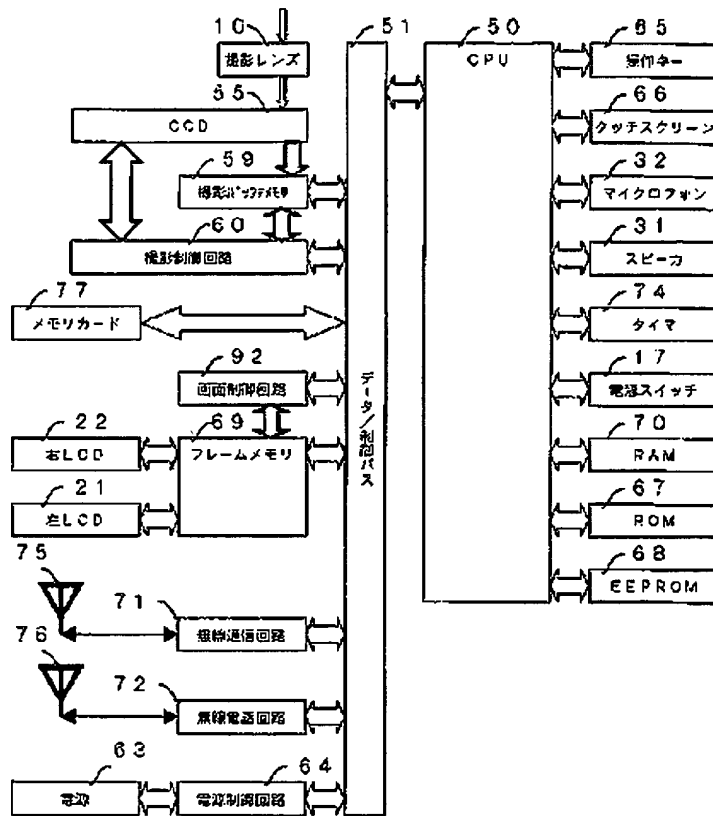 10
撮影レンズ
51
50
CPU
65
操作キー
55
CCD
66
タッチスクリーン
59
撮影バッファメモリ
32
マイクロフォン
60
撮影制御回路
31
スピーカ
77
メモリカード
74
タイマ
92
画面制御回路
17
電源スイッチ
データ/制御バス
22
右LCD
69
フレームメモリ
70
RAM
21
左LCD
67
ROM
75
71
無線通信回路
68
EEPROM
76
72
無線電話回路
63
電源
64
電源制御回路